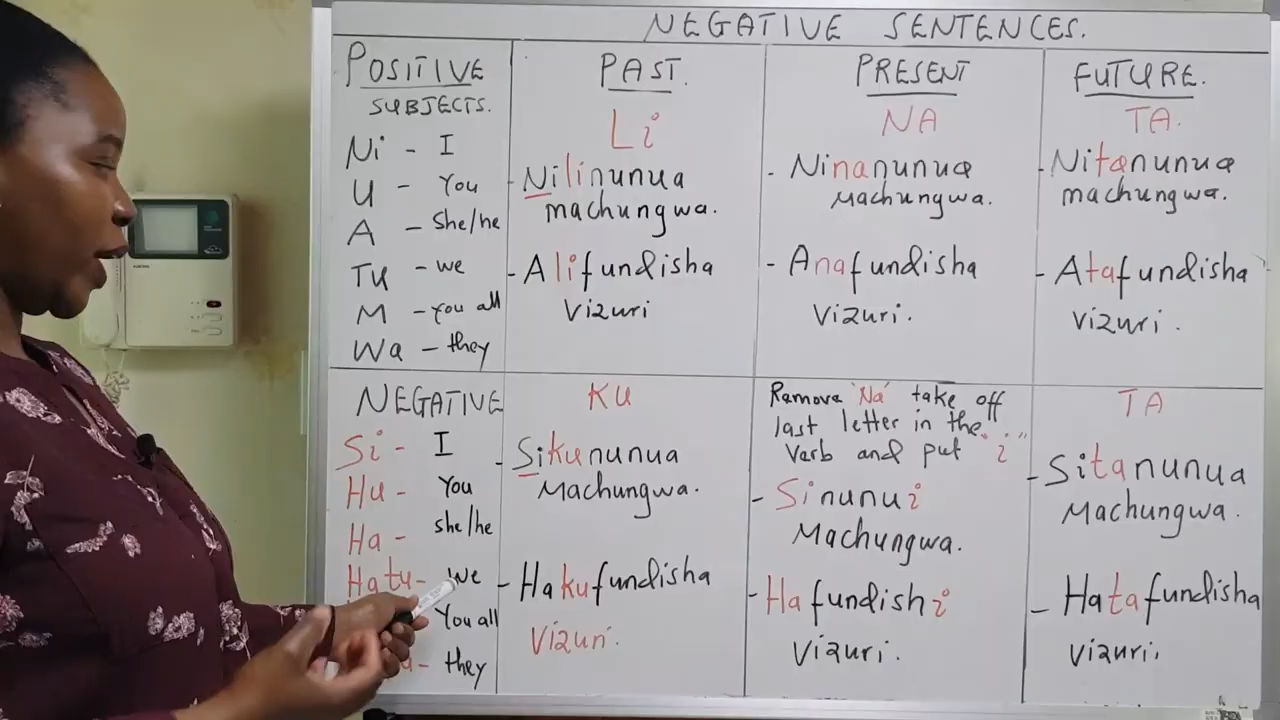 NEGATIVE SENTENCES.
POSITIVE
SUBJECTS.
Ni - I
U - You
A - She/he
TU - we
M - You all
Wa - they
PAST.
Li
- Nilinunua
machungwa.
- Alifundisha
Vizuri
PRESENT
NA
- Ninanunua
Machungwa.
- Anafundisha
Vizuri.
FUTURE.
TA.
- Nitanunua
machungwa.
- Atafundisha
Vizuri.
NEGATIVE
Si - I
Hu - You
Ha - she/he
Hatu - We
You all
- they
KU
- Sikununua
Machungwa.
- Hakufundisha
Vizuri.
Remove "Na" take off
last letter in the
Verb and put "i"
- Sinunui
Machungwa.
- Hafundishi
Vizuri.
TA
- Sitanunua
Machungwa.
- Hatafundisha
Vizuri.